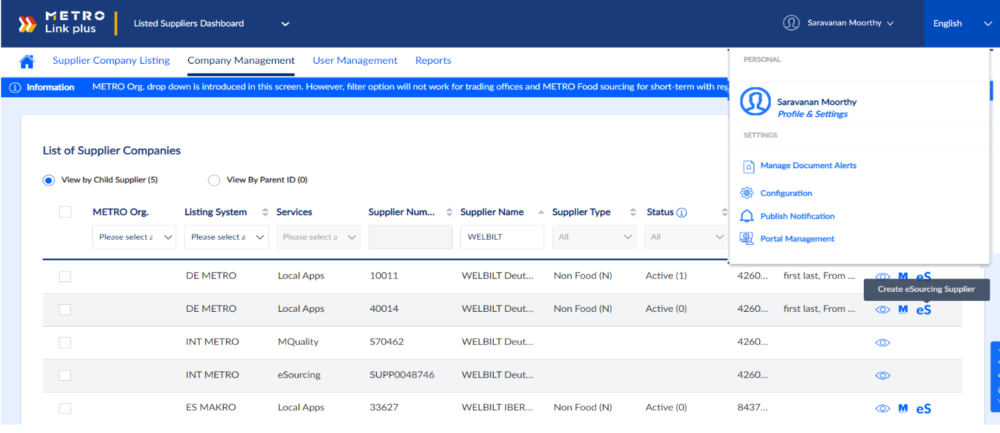 METRO
Link plus
Listed Suppliers Dashboard
Saravanan Moorthy
English
Supplier Company Listing
Company Management
User Management
Reports
Information
METRO Org. drop down is introduced in this screen. However, filter option will not work for trading offices and METRO Food sourcing for short-term with
PERSONAL
Saravanan Moorthy
Profile & Settings
SETTINGS
Manage Document Alerts
Configuration
Publish Notification
Portal Management
List of Supplier Companies
View by Child Supplier (5)
View By Parent ID (0)
METRO Org. Listing System Services Supplier Num... Supplier Name Supplier Type Status
Please select a Please select a Please select a WELBILT All All
DE METRO Local Apps 10011 WELBILT Deut... Non Food (N) Active (1) 4260... first last, From ... M eS
Create eSourcing Supplier
DE METRO Local Apps 40014 WELBILT Deut... Non Food (N) Active (0) 4260... first last, From ... M eS
INT METRO MQuality S70462 WELBILT Deut... 4260...
INT METRO eSourcing SUPP0048746 WELBILT Deut... 4260...
ES MAKRO Local Apps 33627 WELBILT IBER... Non Food (N) Active (0) 8437... M eS